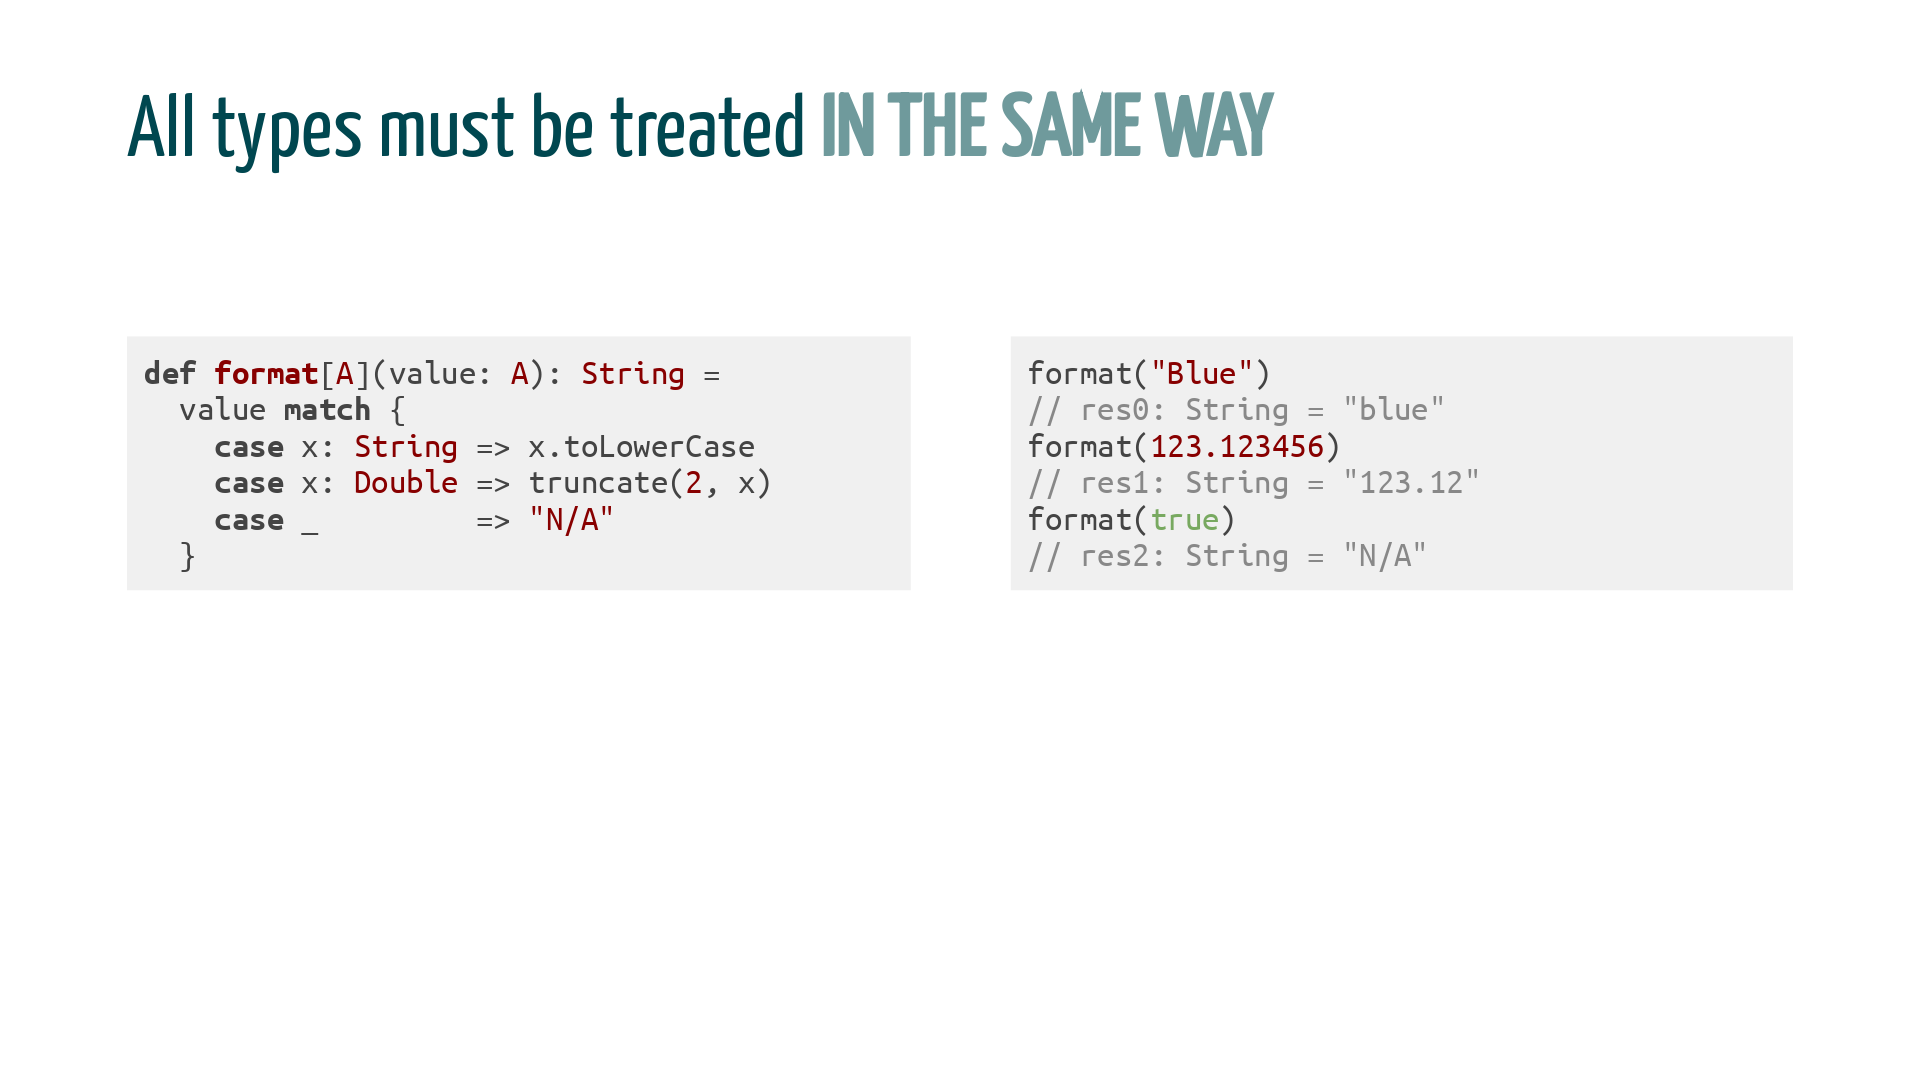 All types must be treated IN THE SAME WAY
def format[A](value: A): String =
  value match {
    case x: String => x.toLowerCase
    case x: Double => truncate(2, x)
    case _         => "N/A"
  }
format("Blue")
// res0: String = "blue"
format(123.123456)
// res1: String = "123.12"
format(true)
// res2: String = "N/A"